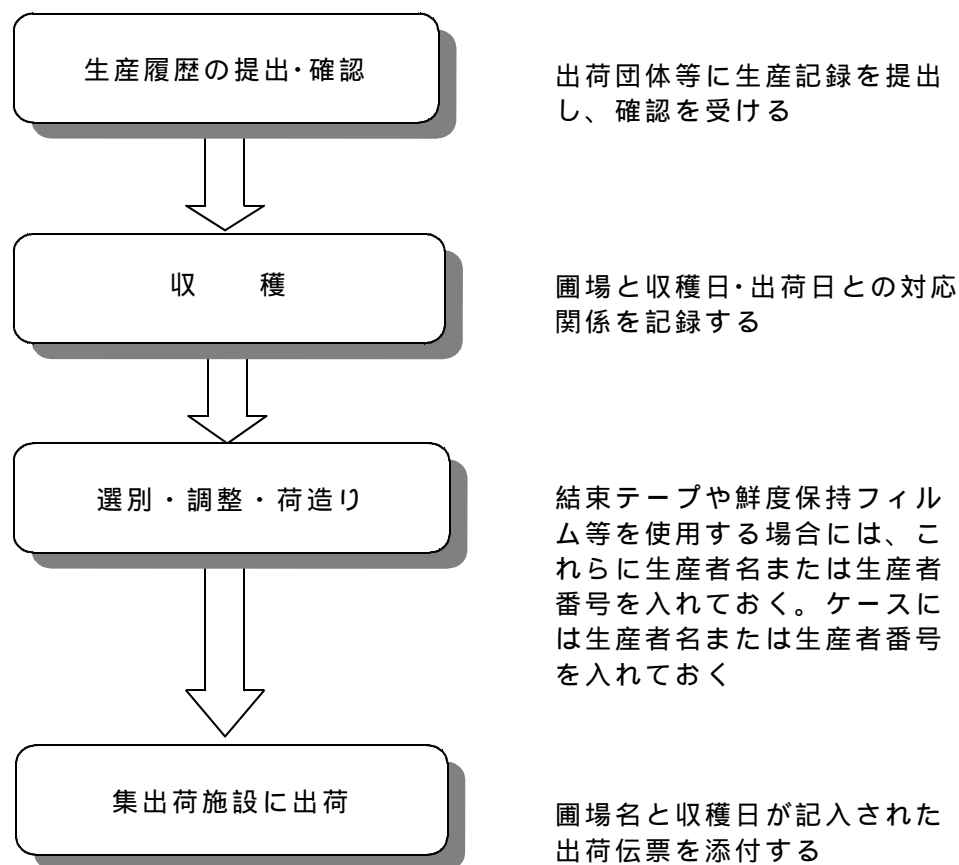 生産履歴の提出･確認
出荷団体等に生産記録を提出
し、確認を受ける
収　　穫
圃場と収穫日･出荷日との対応
関係を記録する
選別・調整・荷造り
結束テープや鮮度保持フィル
ム等を使用する場合には、こ
れらに生産者名または生産者
番号を入れておく。ケースに
は生産者名または生産者番号
を入れておく
集出荷施設に出荷
圃場名と収穫日が記入された
出荷伝票を添付する